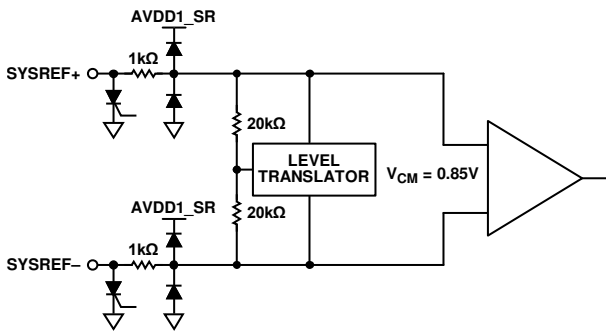 AVDD1_SR
1kΩ
SYSREF+
20kΩ
LEVEL
TRANSLATOR
VCM = 0.85V
20kΩ
AVDD1_SR
1kΩ
SYSREF–